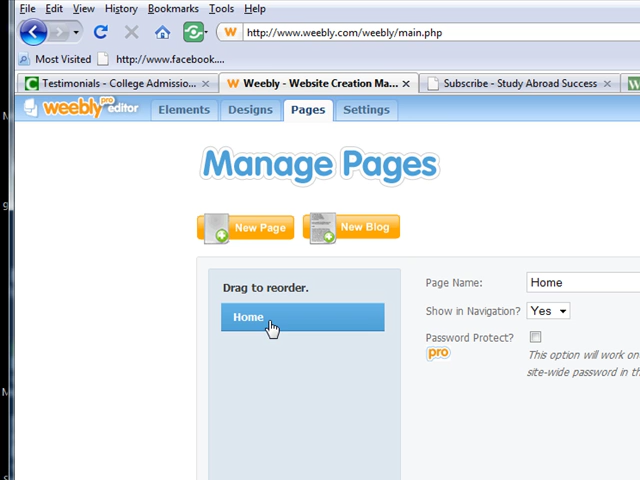 File Edit View History Bookmarks Tools Help
W http://www.weebly.com/weebly/main.php
Most Visited http://www.facebook....
C Testimonials - College Admissio... W Weebly - Website Creation Ma... Subscribe - Study Abroad Success W
weebly pro editor Elements Designs Pages Settings
Manage Pages
New Page New Blog
Drag to reorder.
Home
Page Name: Home
Show in Navigation? Yes
Password Protect?
pro
This option will work on
site-wide password in th